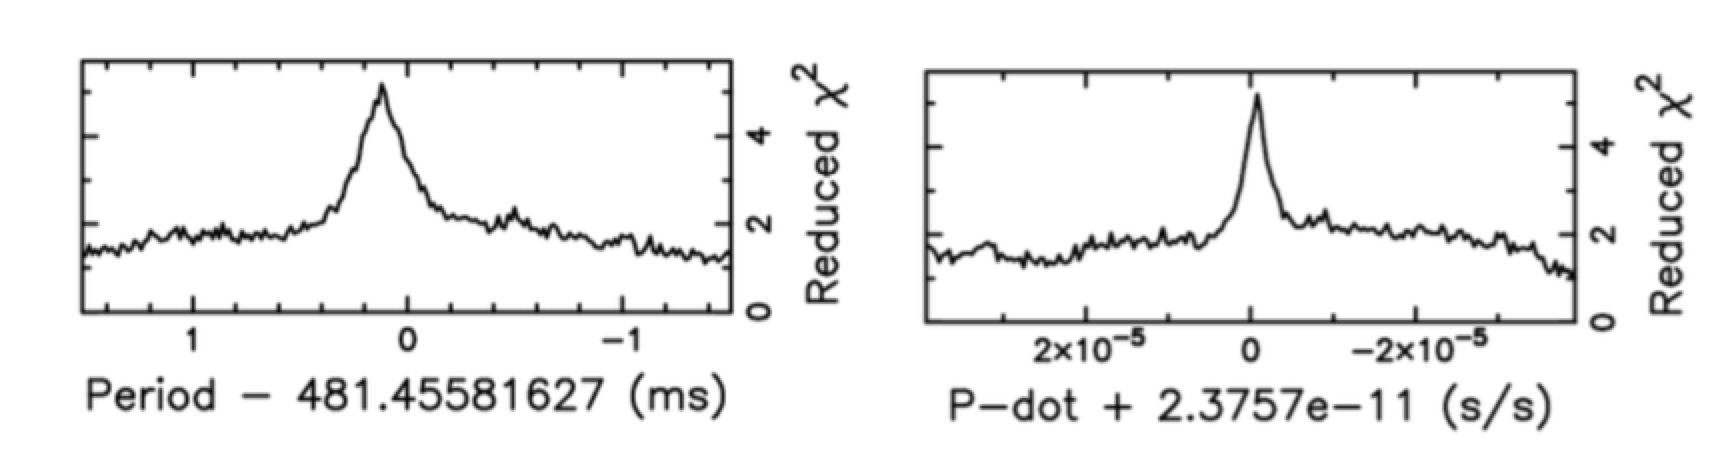 Reduced χ²
0 2 4
1 0 −1
Period − 481.45581627 (ms)
Reduced χ²
0 2 4
2×10⁻⁵ 0 −2×10⁻⁵
P−dot + 2.3757e−11 (s/s)